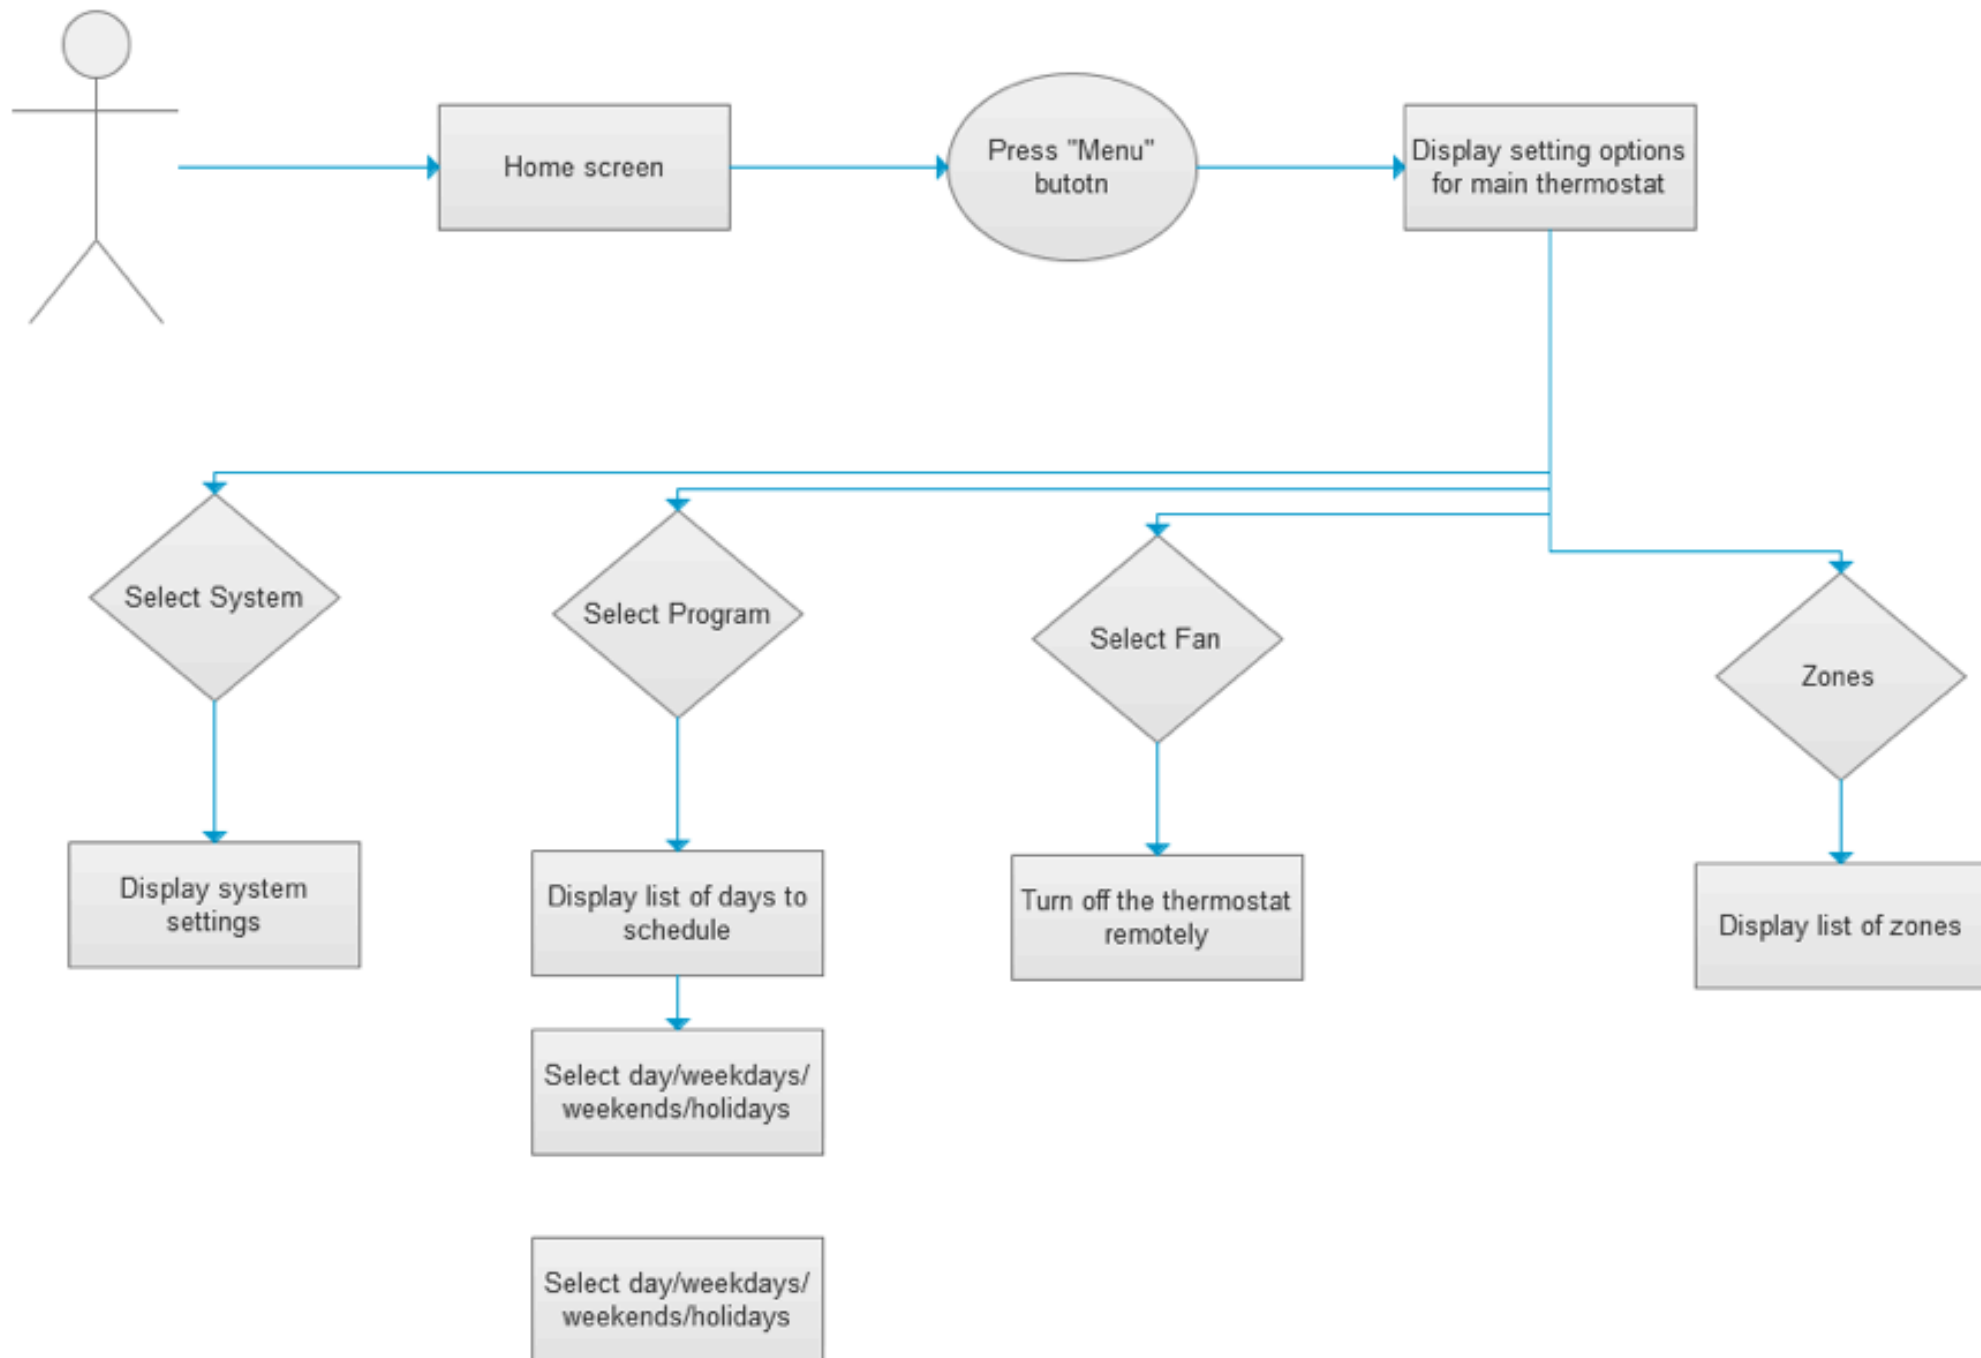 Home screen
Press "Menu"
butotn
Display setting options
for main thermostat
Select System
Select Program
Select Fan
Zones
Display system
settings
Display list of days to
schedule
Turn off the thermostat
remotely
Display list of zones
Select day/weekdays/
weekends/holidays
Select day/weekdays/
weekends/holidays